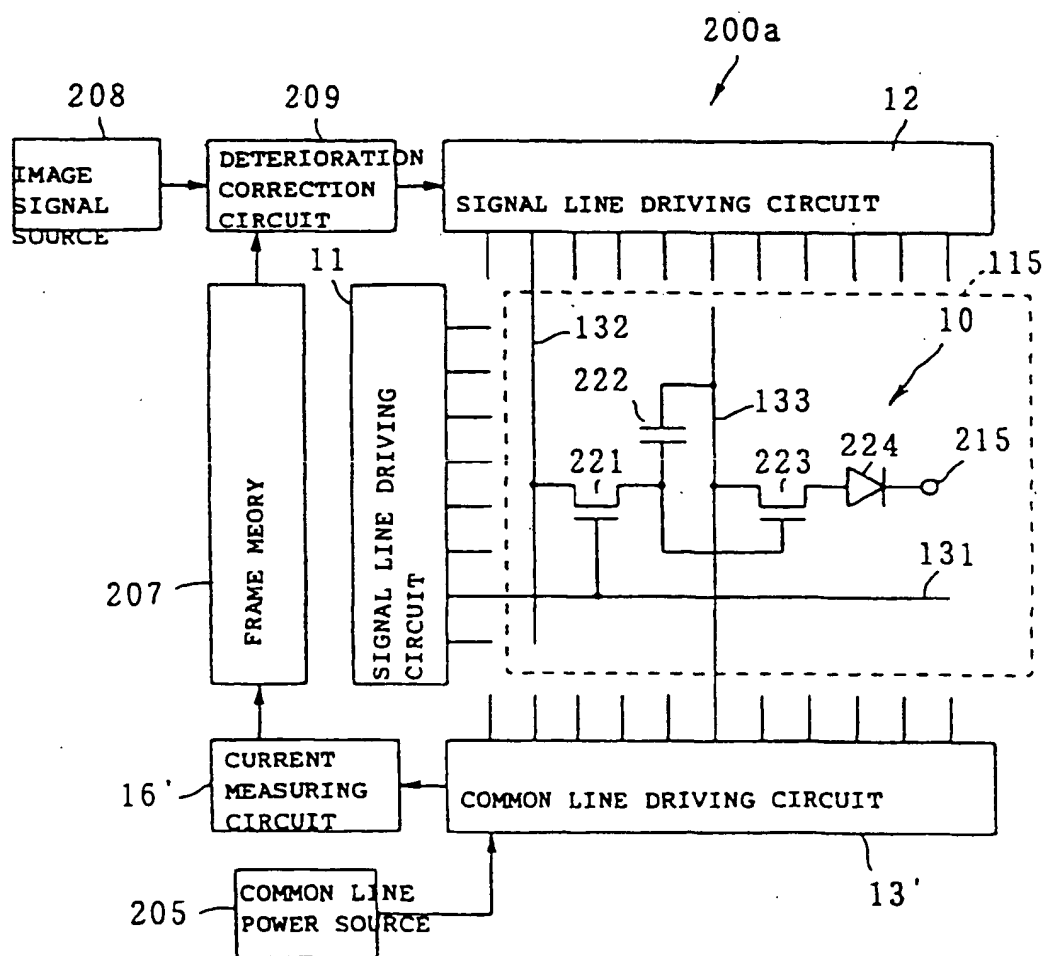 200a
208
209
12
IMAGE
SIGNAL
SOURCE
DETERIORATION
CORRECTION
CIRCUIT
SIGNAL LINE DRIVING CIRCUIT
11
115
132
10
222
133
224
215
221
223
FRAME MEORY
SIGNAL LINE DRIVING
CIRCUIT
131
207
CURRENT
MEASURING
CIRCUIT
16'
COMMON LINE DRIVING CIRCUIT
13'
205
COMMON LINE
POWER SOURCE